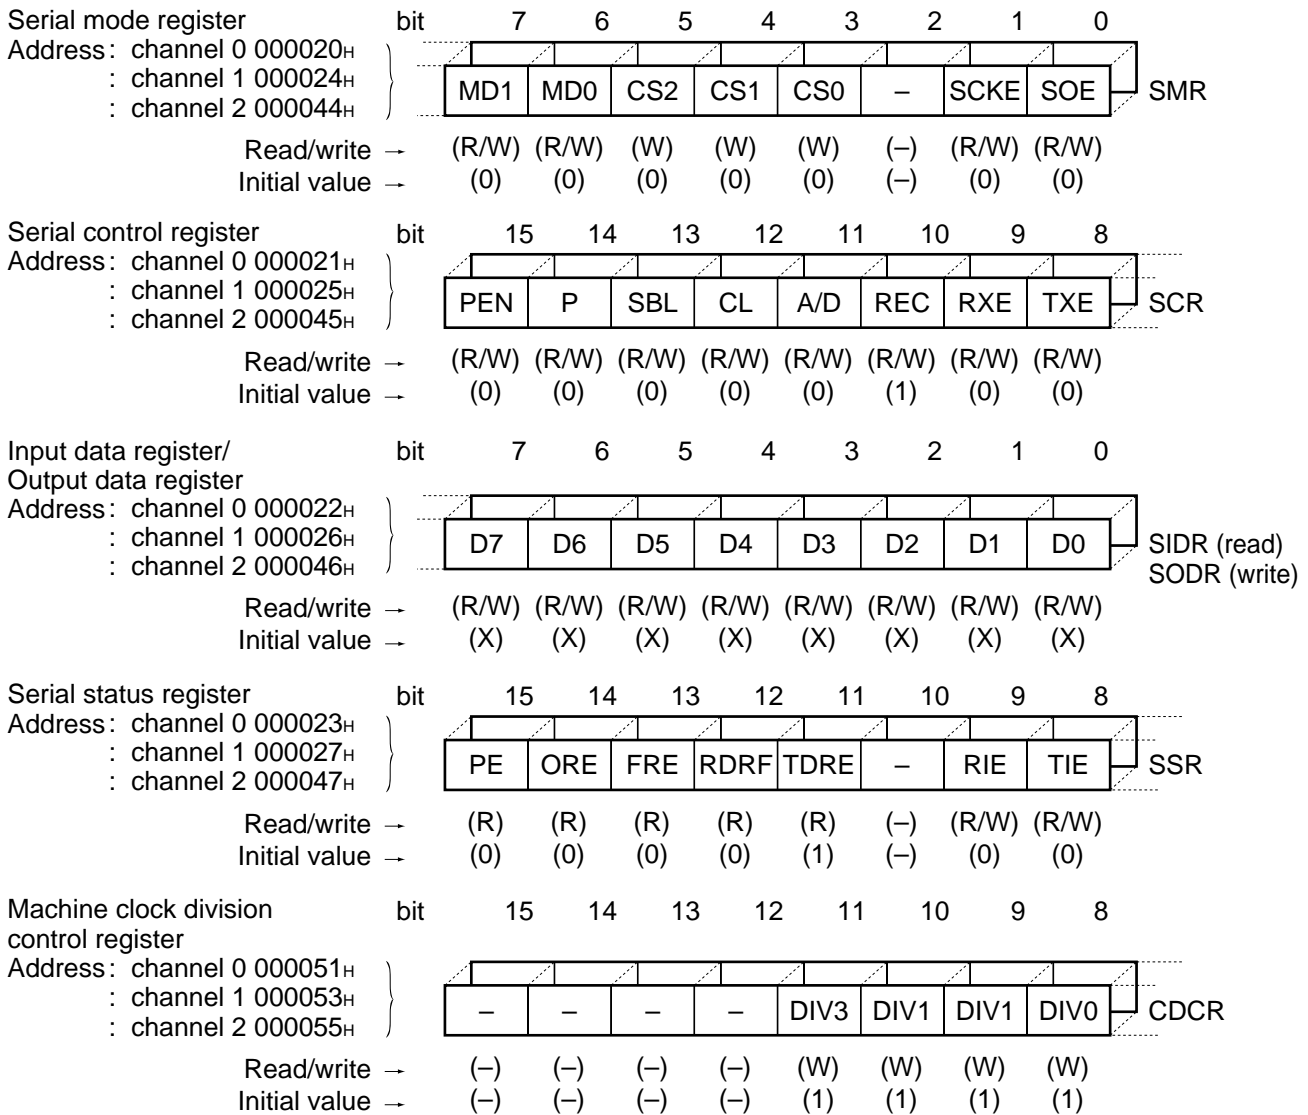 Serial mode register bit 7 6 5 4 3 2 1 0
Address : channel 0 000020H
: channel 1 000024H
: channel 2 000044H
MD1 MD0 CS2 CS1 CS0 – SCKE SOE SMR
Read/write → (R/W) (R/W) (W) (W) (W) (–) (R/W) (R/W)
Initial value → (0) (0) (0) (0) (0) (–) (0) (0)
Serial control register bit 15 14 13 12 11 10 9 8
Address : channel 0 000021H
: channel 1 000025H
: channel 2 000045H
PEN P SBL CL A/D REC RXE TXE SCR
Read/write → (R/W) (R/W) (R/W) (R/W) (R/W) (R/W) (R/W) (R/W)
Initial value → (0) (0) (0) (0) (0) (1) (0) (0)
Input data register/ bit 7 6 5 4 3 2 1 0
Output data register
Address : channel 0 000022H
: channel 1 000026H
: channel 2 000046H
D7 D6 D5 D4 D3 D2 D1 D0 SIDR (read)
SODR (write)
Read/write → (R/W) (R/W) (R/W) (R/W) (R/W) (R/W) (R/W) (R/W)
Initial value → (X) (X) (X) (X) (X) (X) (X) (X)
Serial status register bit 15 14 13 12 11 10 9 8
Address : channel 0 000023H
: channel 1 000027H
: channel 2 000047H
PE ORE FRE RDRF TDRE – RIE TIE SSR
Read/write → (R) (R) (R) (R) (R) (–) (R/W) (R/W)
Initial value → (0) (0) (0) (0) (1) (–) (0) (0)
Machine clock division bit 15 14 13 12 11 10 9 8
control register
Address : channel 0 000051H
: channel 1 000053H
: channel 2 000055H
– – – – DIV3 DIV1 DIV1 DIV0 CDCR
Read/write → (–) (–) (–) (–) (W) (W) (W) (W)
Initial value → (–) (–) (–) (–) (1) (1) (1) (1)